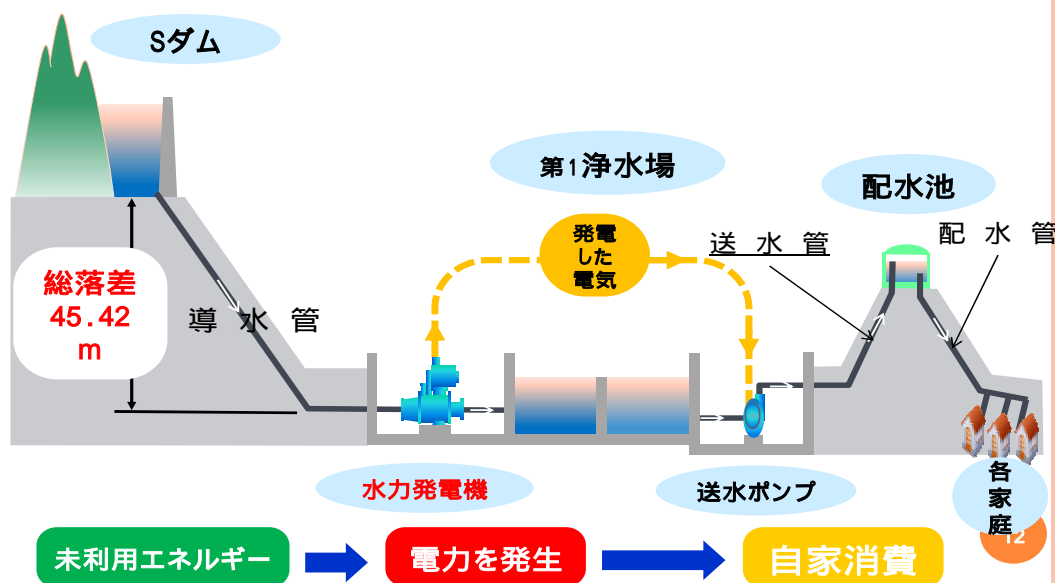 Sダム
第1浄水場
配水池
発電
した
電気
送水管
配水管
総落差
45.42
m
導水管
水力発電機
送水ポンプ
各
家
庭
12
未利用エネルギー
電力を発生
自家消費